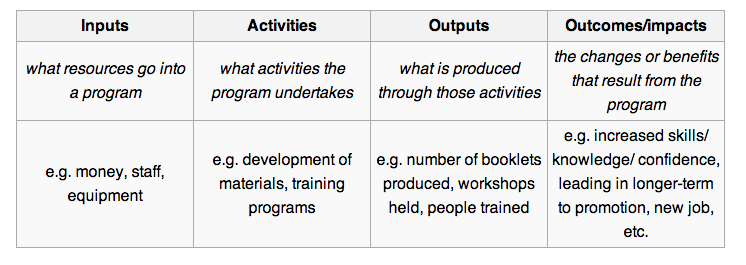 Inputs
Activities
Outputs
Outcomes/impacts
what resources go into
a program
what activities the
program undertakes
what is produced
through those activities
the changes or benefits
that result from the
program
e.g. money, staff,
equipment
e.g. development of
materials, training
programs
e.g. number of booklets
produced, workshops
held, people trained
e.g. increased skills/
knowledge/ confidence,
leading in longer-term
to promotion, new job,
etc.